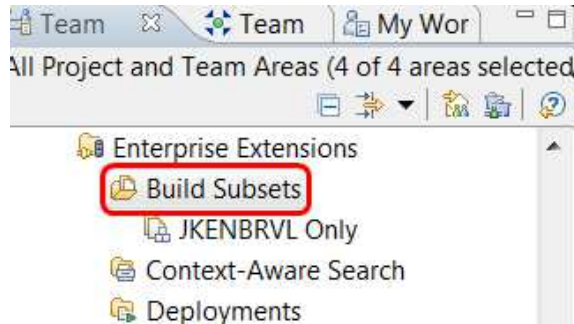 Team Team My Wor
All Project and Team Areas (4 of 4 areas selected
Enterprise Extensions
Build Subsets
JKENBRVL Only
Context-Aware Search
Deployments